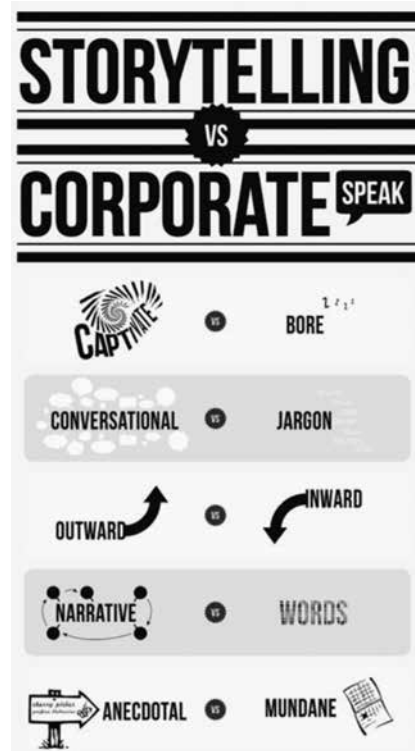 STORYTELLING
VS
CORPORATE SPEAK
CAPTIVATE VS BORE z z z z
CONVERSATIONAL VS JARGON
OUTWARD VS INWARD
NARRATIVE VS WORDS
ANECDOTAL VS MUNDANE